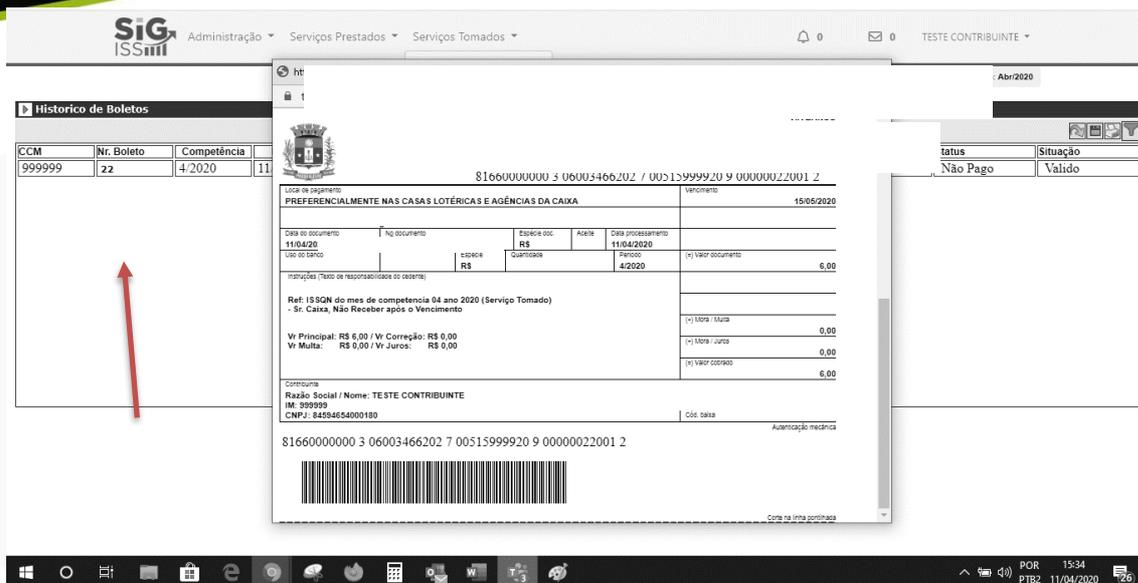 SiG
ISS
Administração Serviços Prestados Serviços Tomados 0 0 TESTE CONTRIBUINTE
: Abr/2020
Historico de Boletos
CCM Nr. Boleto Competência tatus Situação
999999 22 4/2020 11 Não Pago Valido
81660000000 3 06003466202 7 00515999920 9 00000022001 2
Local de pagamento Vencimento
PREFERENCIALMENTE NAS CASAS LOTÉRICAS E AGÊNCIAS DA CAIXA 15/05/2020
Data do documento Ng documento Espécie doc. Aceite Data processamento
11/04/20 R$ 11/04/2020
Uso do banco Espécie Quantidade Período (=) Valor documento
R$ 4/2020 6,00
Instruções (Texto de responsabilidade do cedente)
Ref: ISSQN do mes de competencia 04 ano 2020 (Serviço Tomado)
- Sr. Caixa, Não Receber após o Vencimento
(+) Mora / Multa
0,00
Vr Principal: R$ 6,00 / Vr Correção: R$ 0,00
Vr Multa: R$ 0,00 / Vr Juros: R$ 0,00
(+) Mora / Juros
0,00
(=) Valor cobrado
6,00
Contribuinte
Razão Social / Nome: TESTE CONTRIBUINTE
IM: 999999
CNPJ: 84594654000180 Cód. baixa
Autenticação mecânica
81660000000 3 06003466202 7 00515999920 9 00000022001 2
Corte na linha pontilhada
POR 15:34
PTB2 11/04/2020